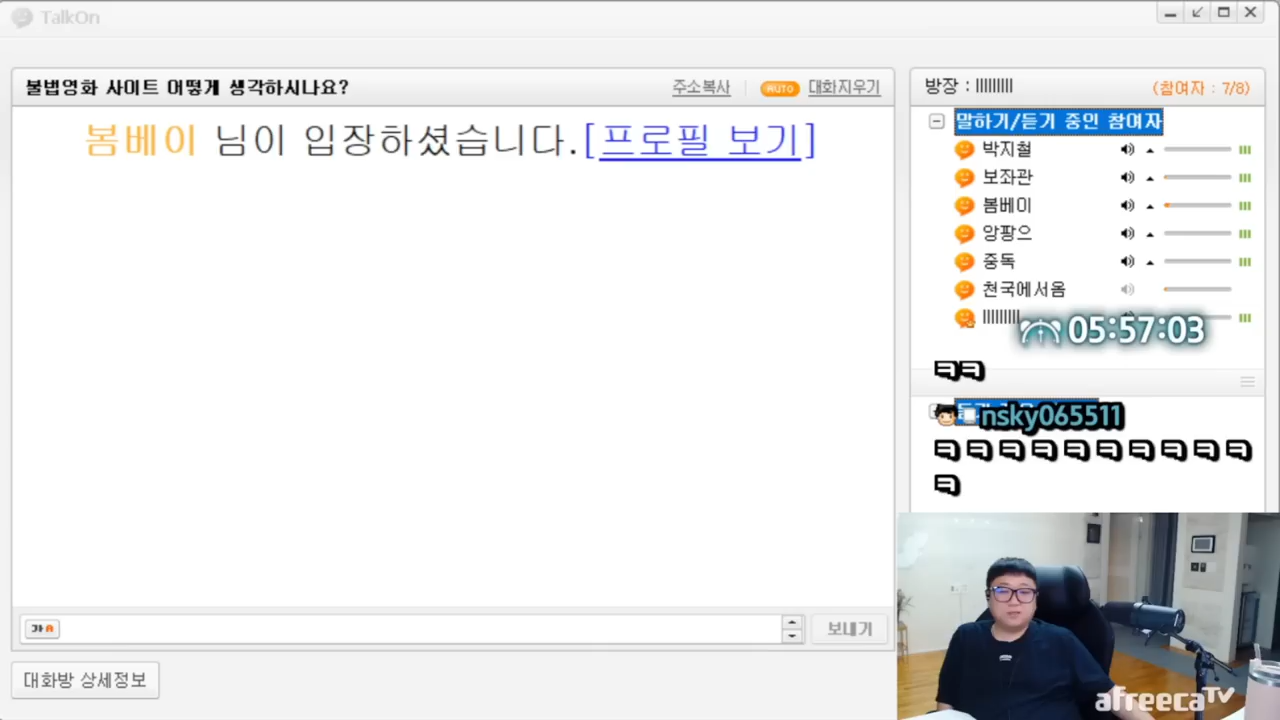 TalkOn
불법영화 사이트 어떻게 생각하시나요?
주소복사
AUTO
대화지우기
봄베이 님이 입장하셨습니다.[프로필 보기]
가A
보내기
대화방 상세정보
방장 : lllllllll
(참여자 : 7/8)
말하기/듣기 중인 참여자
박지철
보좌관
봄베이
앙팡으
중독
천국에서옴
lllllllll
05:57:03
ㅋㅋ
nsky065511
ㅋㅋㅋㅋㅋㅋㅋㅋㅋㅋ
ㅋ
afreecaTV